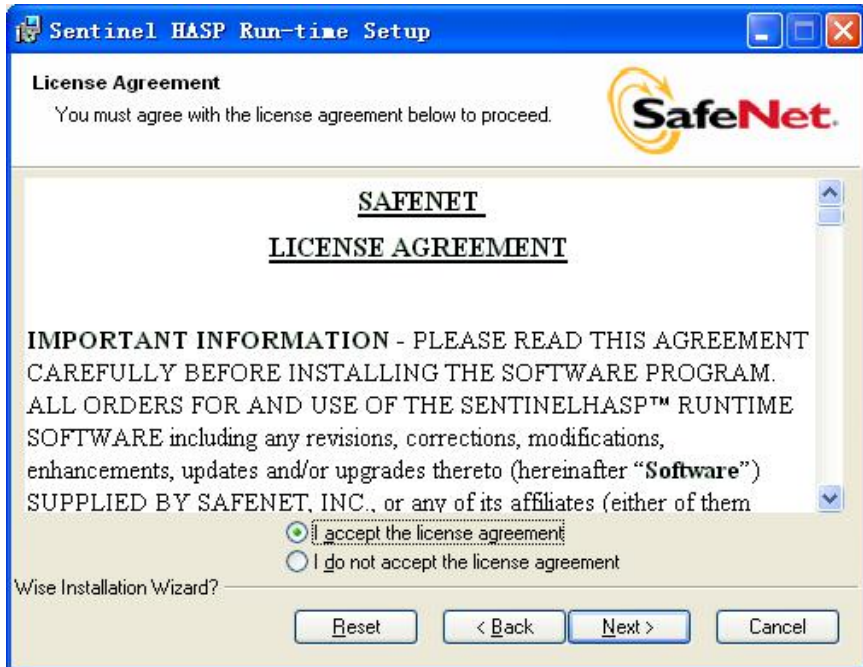 Sentinel HASP Run-time Setup
License Agreement
You must agree with the license agreement below to proceed.
SafeNet.
SAFENET
LICENSE AGREEMENT
IMPORTANT INFORMATION - PLEASE READ THIS AGREEMENT
CAREFULLY BEFORE INSTALLING THE SOFTWARE PROGRAM.
ALL ORDERS FOR AND USE OF THE SENTINELHASP™ RUNTIME
SOFTWARE including any revisions, corrections, modifications,
enhancements, updates and/or upgrades thereto (hereinafter “Software”)
SUPPLIED BY SAFENET, INC., or any of its affiliates (either of them
I accept the license agreement
I do not accept the license agreement
Wise Installation Wizard?
Reset
< Back
Next >
Cancel